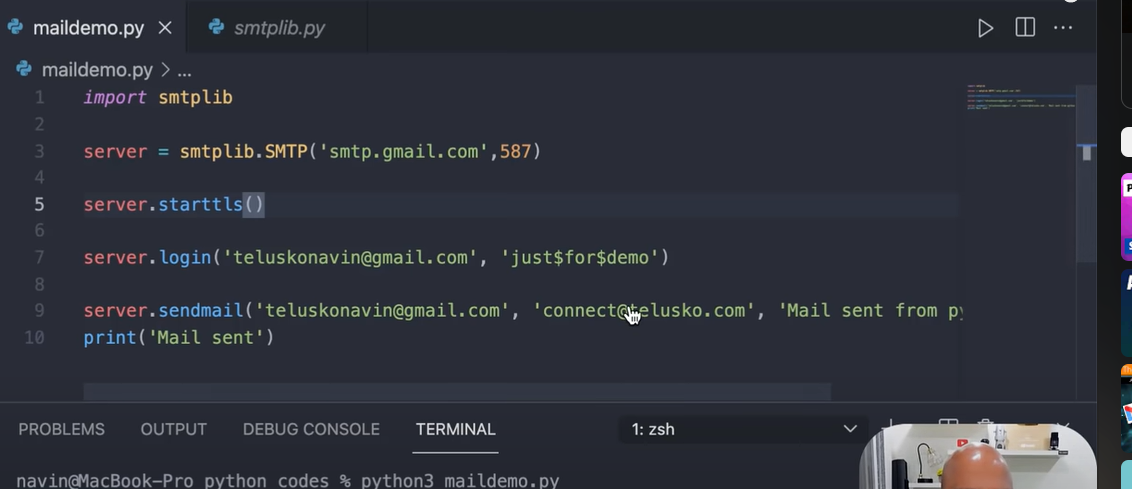 maildemo.py
smtplib.py
maildemo.py > ...
1 import smtplib
2
3 server = smtplib.SMTP('smtp.gmail.com',587)
4
5 server.starttls()
6
7 server.login('teluskonavin@gmail.com', 'just$for$demo')
8
9 server.sendmail('teluskonavin@gmail.com', 'connect@telusko.com', 'Mail sent from py
10 print('Mail sent')
PROBLEMS OUTPUT DEBUG CONSOLE TERMINAL 1: zsh
navin@MacBook-Pro python codes % python3 maildemo.py